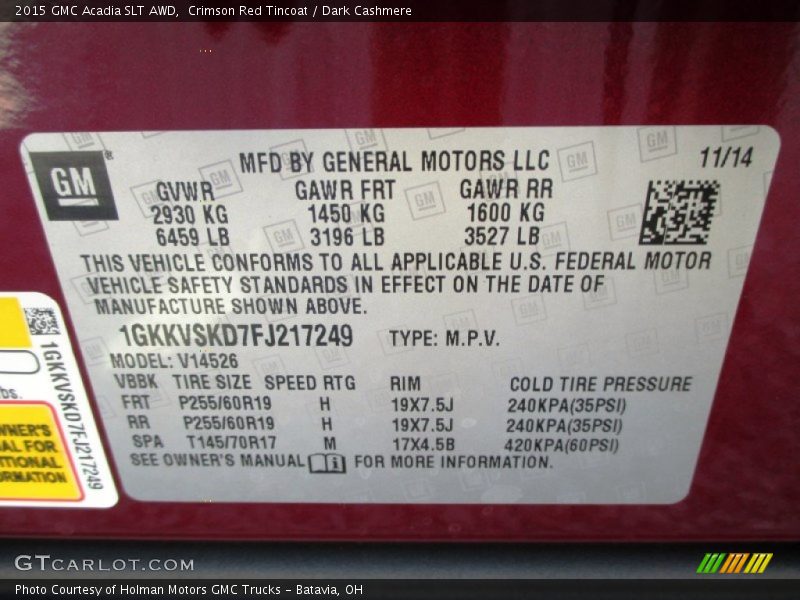 2015 GMC Acadia SLT AWD, Crimson Red Tincoat / Dark Cashmere
GM
MFD BY GENERAL MOTORS LLC 11/14
GVWR GAWR FRT GAWR RR
2930 KG 1450 KG 1600 KG
6459 LB 3196 LB 3527 LB
THIS VEHICLE CONFORMS TO ALL APPLICABLE U.S. FEDERAL MOTOR
VEHICLE SAFETY STANDARDS IN EFFECT ON THE DATE OF
MANUFACTURE SHOWN ABOVE.
1GKKVSKD7FJ217249 TYPE: M.P.V.
MODEL: V14526
VBBK TIRE SIZE SPEED RTG RIM COLD TIRE PRESSURE
FRT P255/60R19 H 19X7.5J 240KPA(35PSI)
RR P255/60R19 H 19X7.5J 240KPA(35PSI)
SPA T145/70R17 M 17X4.5B 420KPA(60PSI)
SEE OWNER'S MANUAL FOR MORE INFORMATION.
1GKKVSKD7FJ217249
GTCARLOT.COM
Photo Courtesy of Holman Motors GMC Trucks - Batavia, OH